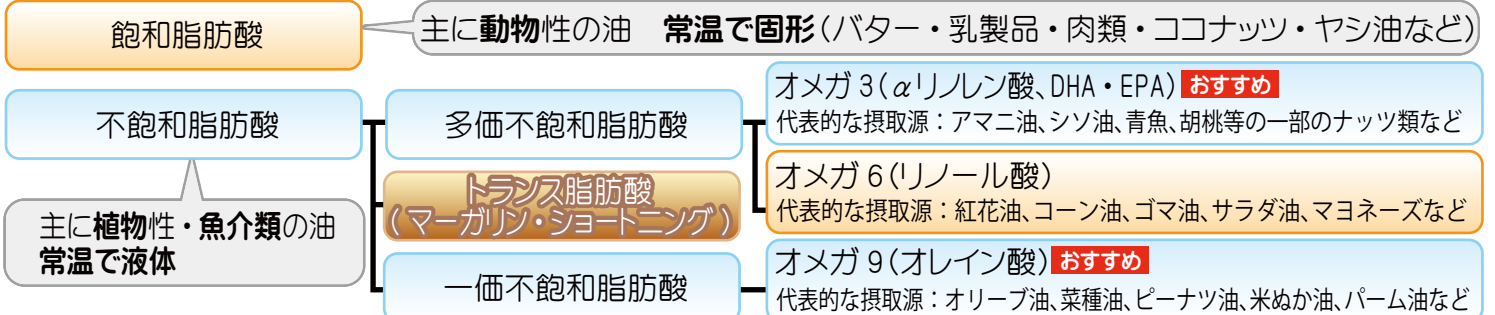 飽和脂肪酸
主に動物性の油　常温で固形(バター・乳製品・肉類・ココナッツ・ヤシ油など)
不飽和脂肪酸
主に植物性・魚介類の油
常温で液体
多価不飽和脂肪酸
オメガ3(αリノレン酸、DHA・EPA) おすすめ
代表的な摂取源：アマニ油、シソ油、青魚、胡桃等の一部のナッツ類など
オメガ6(リノール酸)
代表的な摂取源：紅花油、コーン油、ゴマ油、サラダ油、マヨネーズなど
トランス脂肪酸
(マーガリン・ショートニング)
一価不飽和脂肪酸
オメガ9(オレイン酸) おすすめ
代表的な摂取源：オリーブ油、菜種油、ピーナツ油、米ぬか油、パーム油など